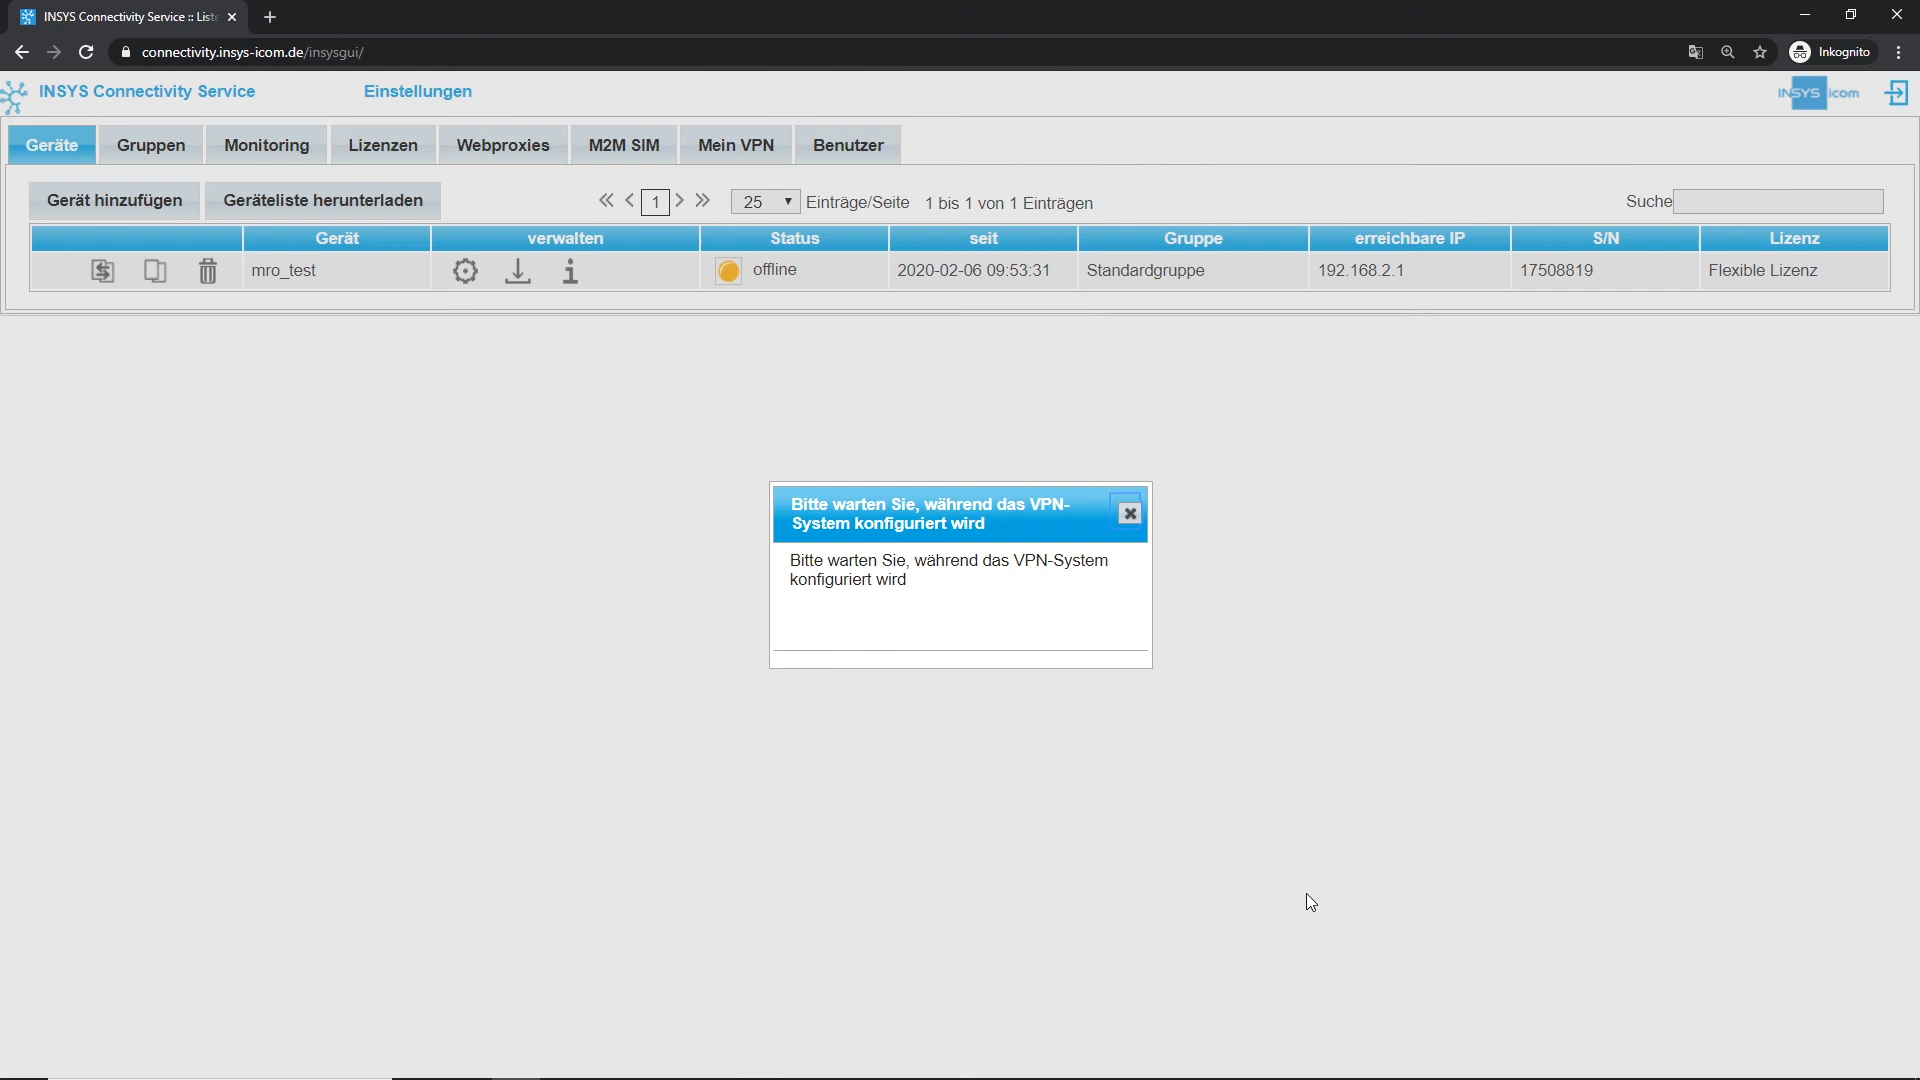 INSYS Connectivity Service :: Liste
connectivity.insys-icom.de/insysgui/
Inkognito
INSYS Connectivity Service
Einstellungen
INSYS icom
Geräte
Gruppen
Monitoring
Lizenzen
Webproxies
M2M SIM
Mein VPN
Benutzer
Gerät hinzufügen
Geräteliste herunterladen
1
25
Einträge/Seite
1 bis 1 von 1 Einträgen
Suche
Gerät verwalten Status seit Gruppe erreichbare IP S/N Lizenz
mro_test offline 2020-02-06 09:53:31 Standardgruppe 192.168.2.1 17508819 Flexible Lizenz
Bitte warten Sie, während das VPN-
System konfiguriert wird
Bitte warten Sie, während das VPN-System
konfiguriert wird